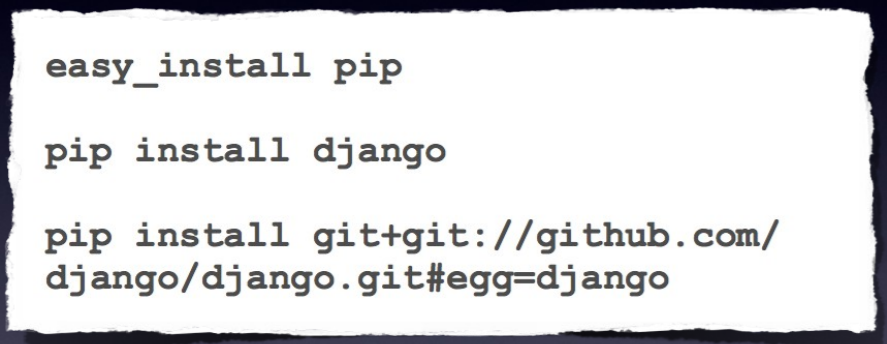 easy_install pip
pip install django
pip install git+git://github.com/
django/django.git#egg=django